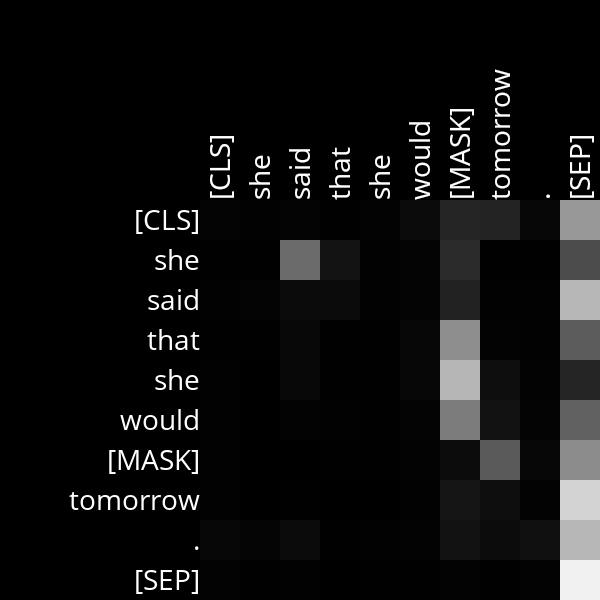 [CLS] she said that she would [MASK] tomorrow . [SEP]
[CLS]
she
said
that
she
would
[MASK]
tomorrow
.
[SEP]